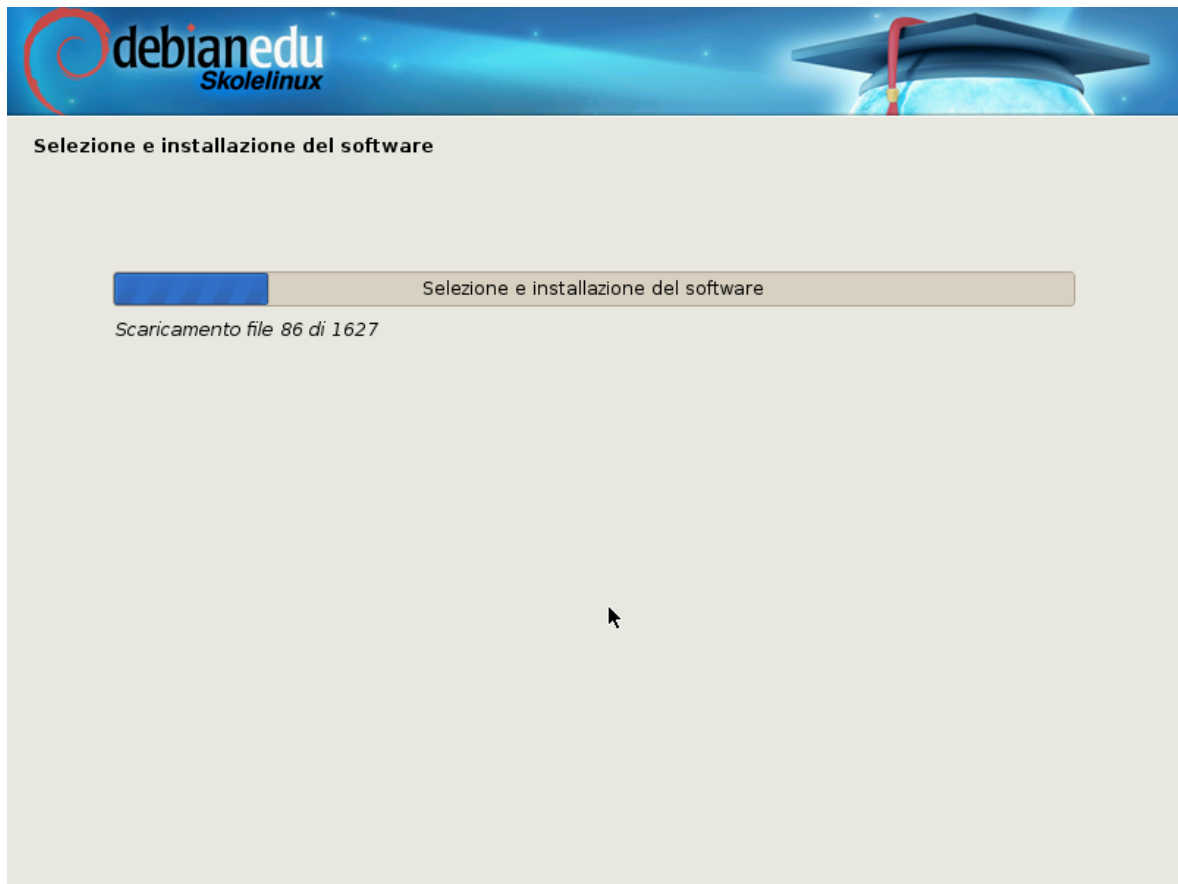 debianedu
Skolelinux
Selezione e installazione del software
Selezione e installazione del software
Scaricamento file 86 di 1627